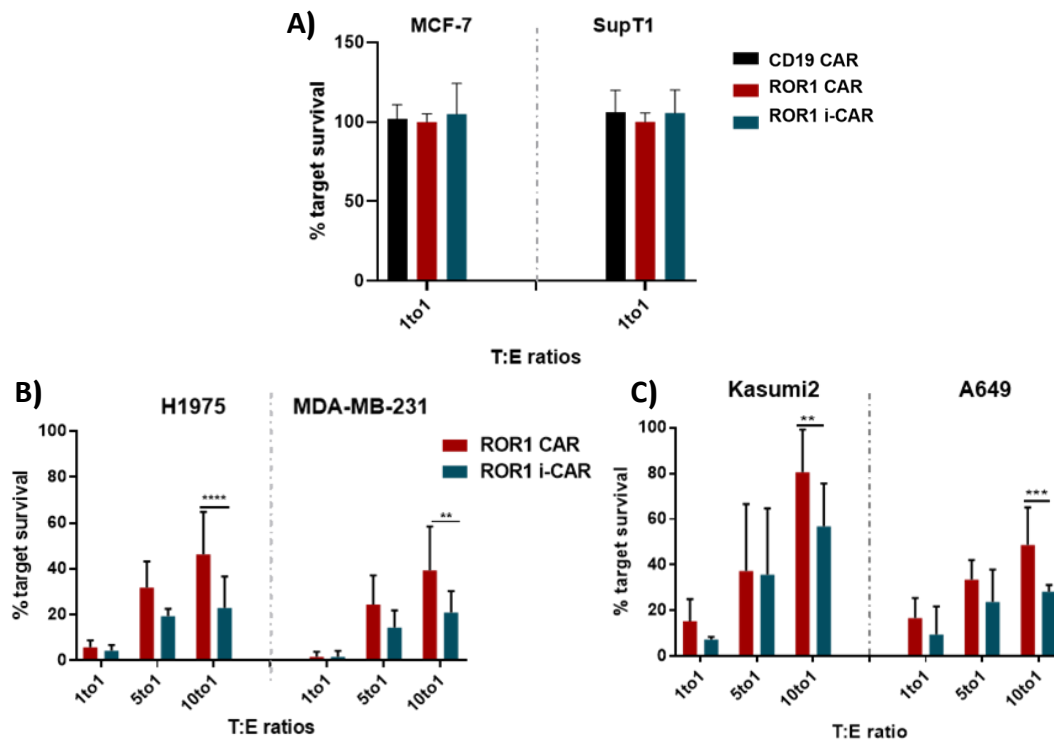 A)
MCF-7 SupT1
% target survival
150
100
50
0
1to1 1to1
T:E ratios
CD19 CAR
ROR1 CAR
ROR1 i-CAR
B)
H1975 MDA-MB-231
ROR1 CAR
ROR1 i-CAR
% target survival
100
80
60
40
20
0
**** **
1to1 5to1 10to1 1to1 5to1 10to1
T:E ratios
C)
Kasumi2 A649
% target survival
100
80
60
40
20
0
** ***
1to1 5to1 10to1 1to1 5to1 10to1
T:E ratio